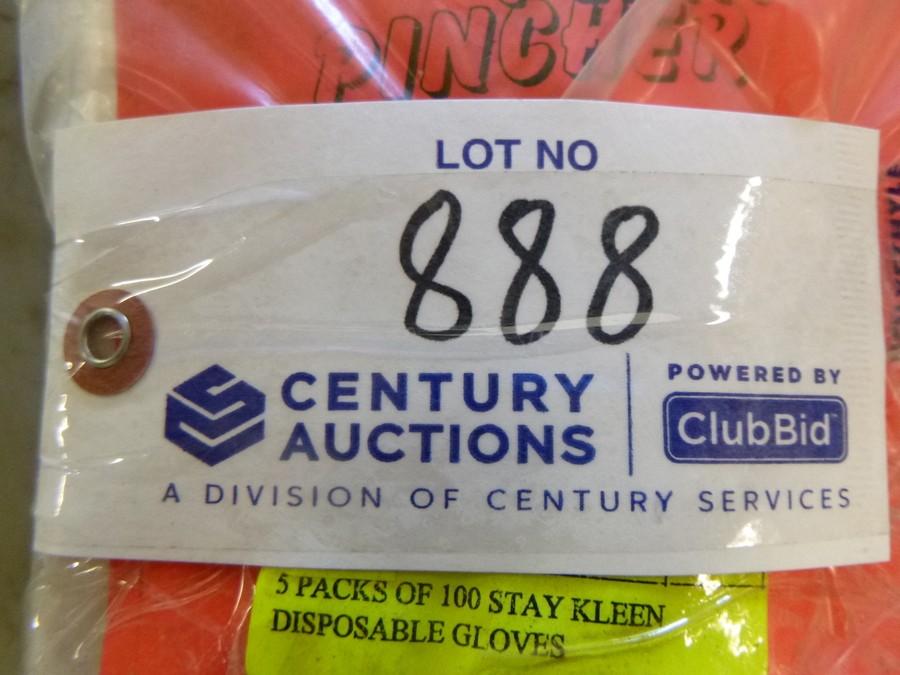 PINCHER
LOT NO
888
CENTURY
AUCTIONS
POWERED BY
ClubBid™
A DIVISION OF CENTURY SERVICES
5 PACKS OF 100 STAY KLEEN
DISPOSABLE GLOVES